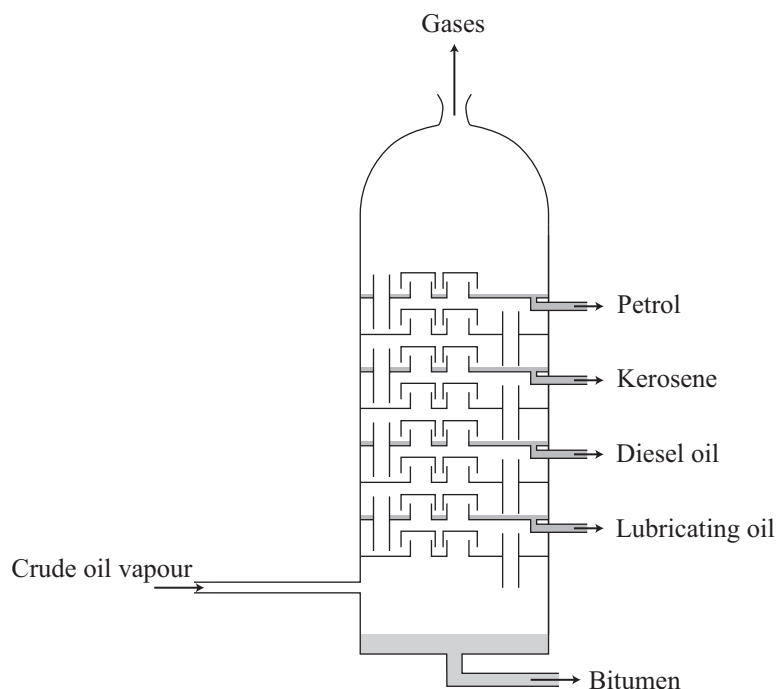 Gases
Petrol
Kerosene
Diesel oil
Lubricating oil
Crude oil vapour
Bitumen